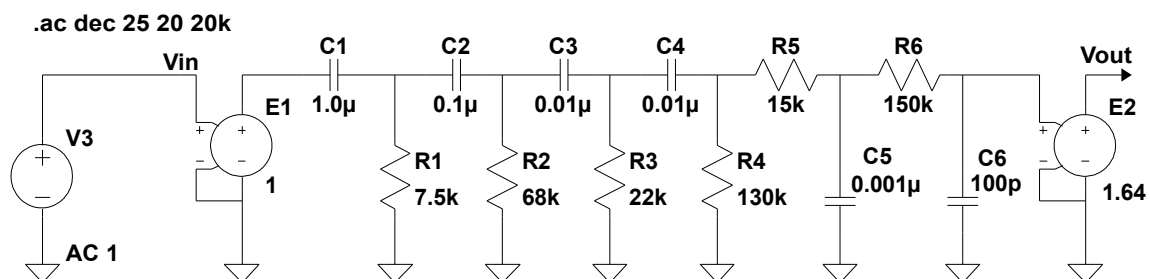 .ac dec 25 20 20k
Vin
C1
C2
C3
C4
R5
R6
Vout
1.0µ
0.1µ
0.01µ
0.01µ
15k
150k
V3
E1
E2
+
-
+
-
+
-
+
-
+
-
1
R1
7.5k
R2
68k
R3
22k
R4
130k
C5
0.001µ
C6
100p
1.64
AC 1